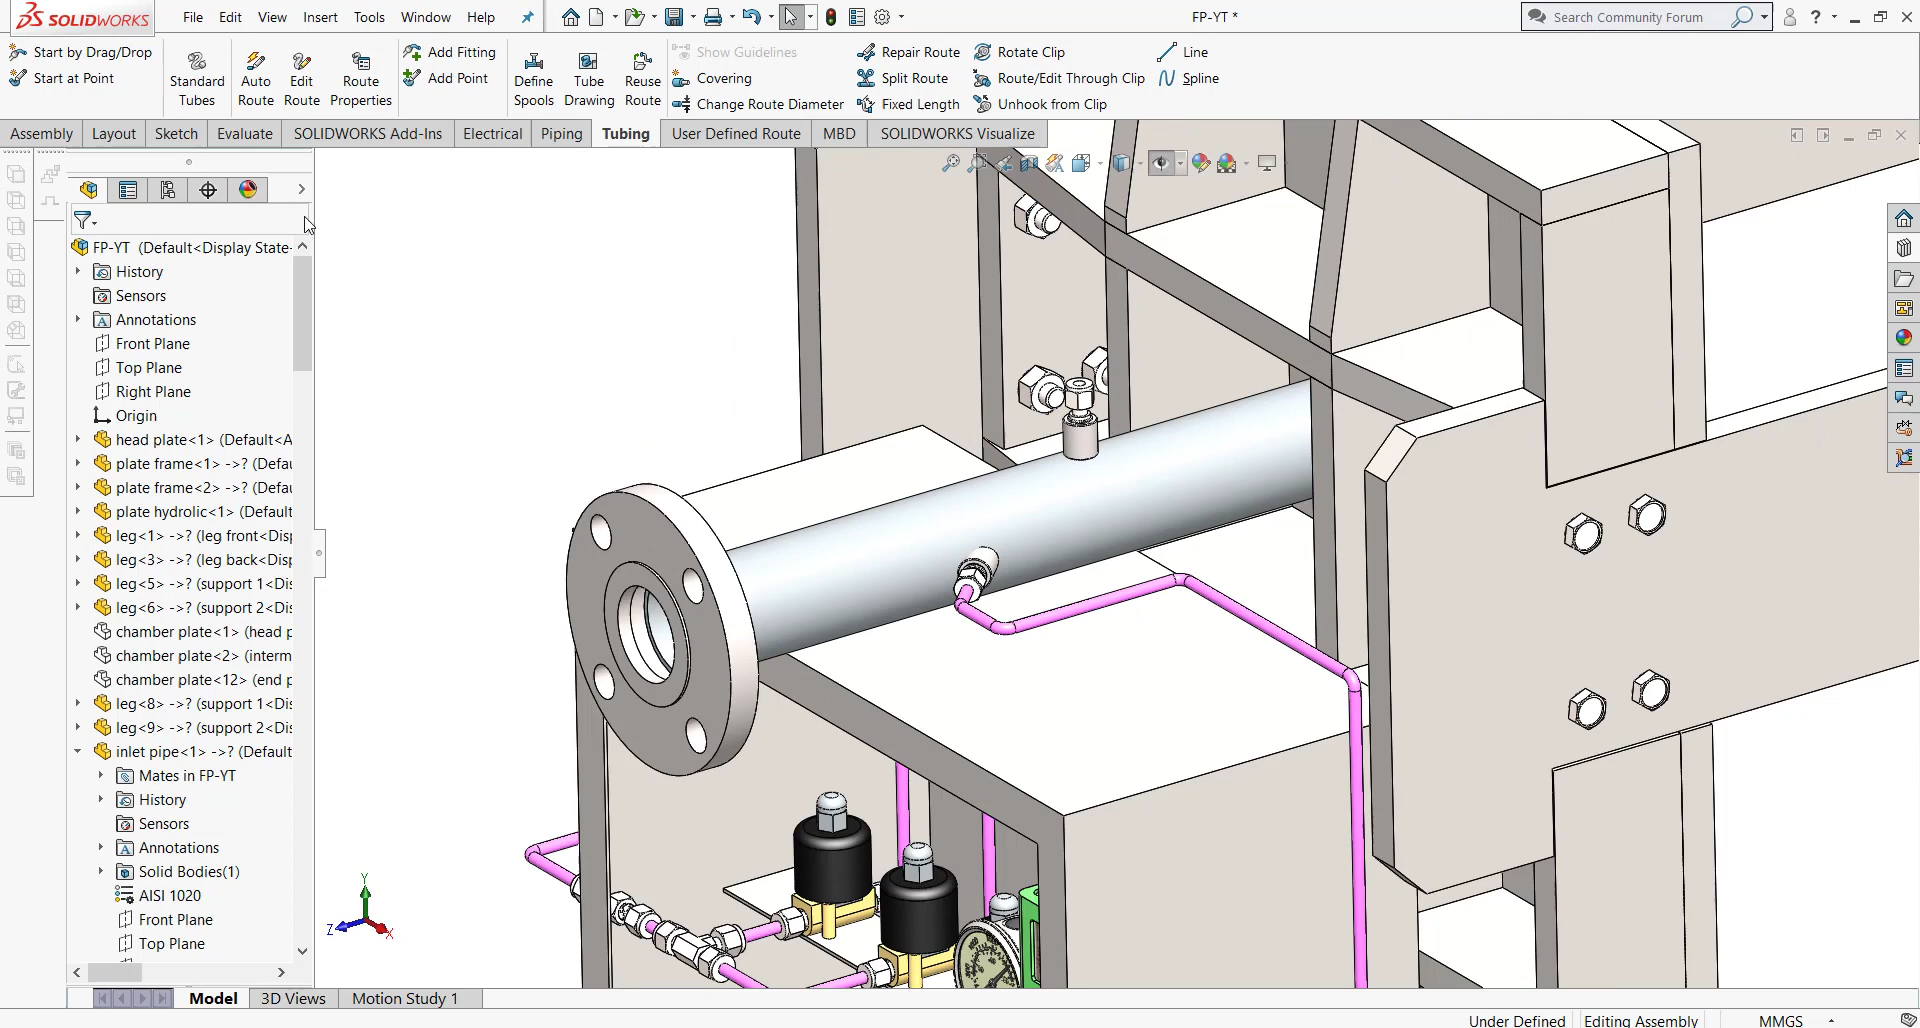 SOLIDWORKS
File Edit View Insert Tools Window Help
FP-YT *
Search Community Forum
?
Start by Drag/Drop
Start at Point
Standard Tubes
Auto Route
Edit Route
Route Properties
Add Fitting
Add Point
Define Spools
Tube Drawing
Reuse Route
Show Guidelines
Covering
Change Route Diameter
Repair Route
Split Route
Fixed Length
Rotate Clip
Route/Edit Through Clip
Unhook from Clip
Line
Spline
Assembly Layout Sketch Evaluate SOLIDWORKS Add-Ins Electrical Piping Tubing User Defined Route MBD SOLIDWORKS Visualize
FP-YT (Default<Display State-
History
Sensors
Annotations
Front Plane
Top Plane
Right Plane
Origin
head plate<1> (Default<A
plate frame<1> ->? (Defau
plate frame<2> ->? (Defau
plate hydrolic<1> (Default
leg<1> ->? (leg front<Disp
leg<3> ->? (leg back<Disp
leg<5> ->? (support 1<Dis
leg<6> ->? (support 2<Dis
chamber plate<1> (head p
chamber plate<2> (interm
chamber plate<12> (end p
leg<8> ->? (support 1<Dis
leg<9> ->? (support 2<Dis
inlet pipe<1> ->? (Default
Mates in FP-YT
History
Sensors
Annotations
Solid Bodies(1)
AISI 1020
Front Plane
Top Plane
Y
Z
X
Model 3D Views Motion Study 1
Under Defined Editing Assembly MMGS